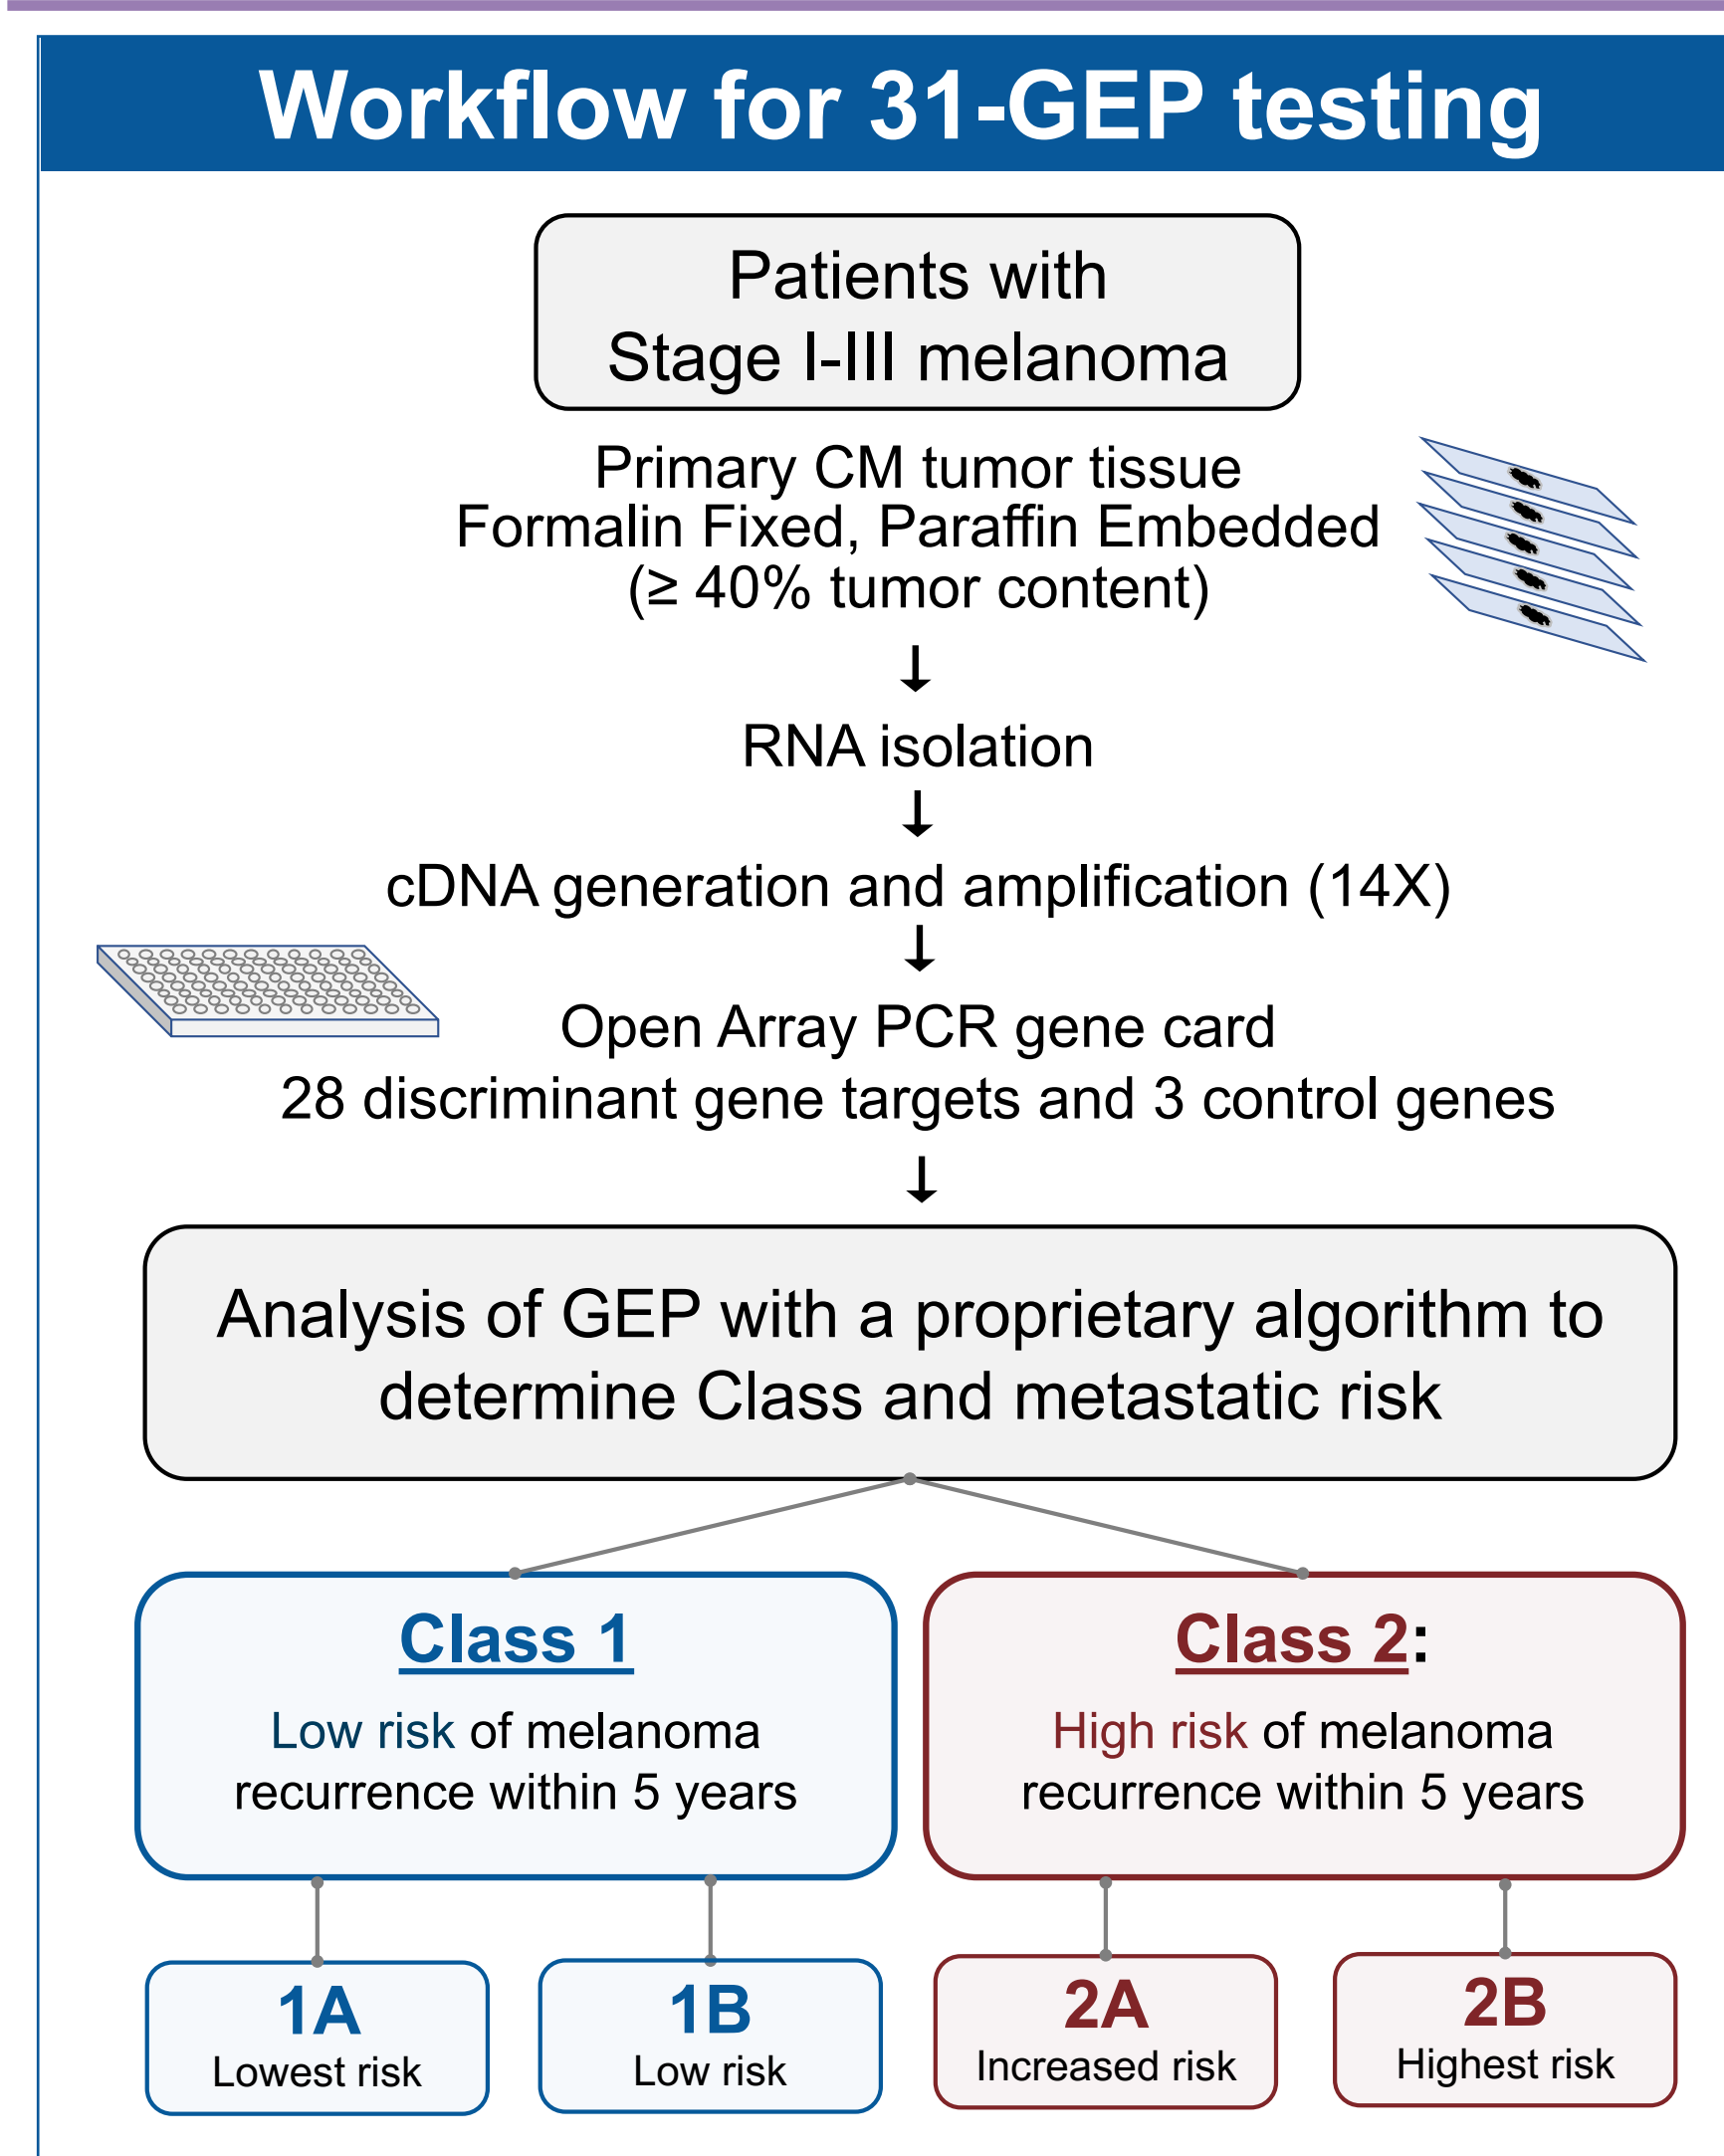 Workflow for 31-GEP testing
Patients with
Stage I-III melanoma
Primary CM tumor tissue
Formalin Fixed, Paraffin Embedded
(≥ 40% tumor content)
↓
RNA isolation
↓
cDNA generation and amplification (14X)
↓
Open Array PCR gene card
28 discriminant gene targets and 3 control genes
↓
Analysis of GEP with a proprietary algorithm to
determine Class and metastatic risk
Class 1
Low risk of melanoma
recurrence within 5 years
Class 2:
High risk of melanoma
recurrence within 5 years
1A
Lowest risk
1B
Low risk
2A
Increased risk
2B
Highest risk